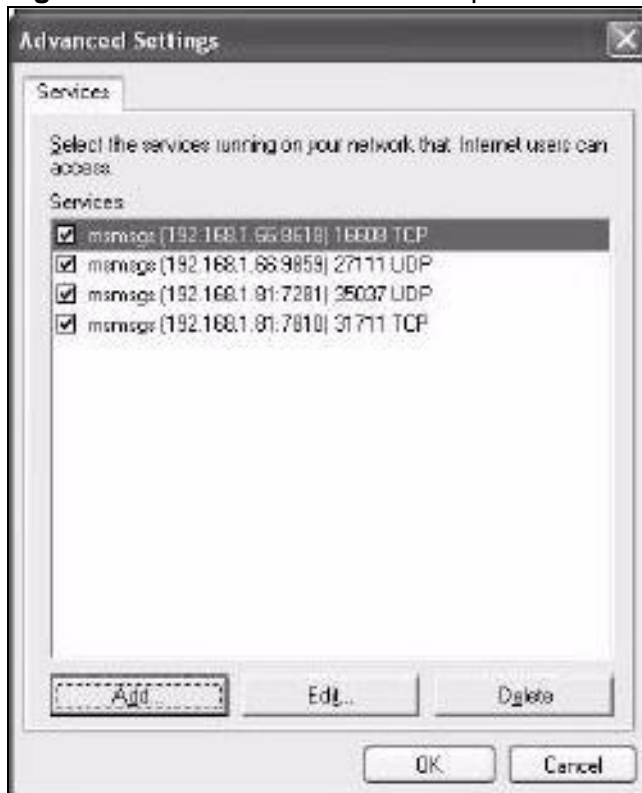 Advanced Settings
Services
Select the services running on your network that Internet users can
access.
Services
msmsgs (192.168.1.66:8618) 16608 TCP
msmsgs (192.168.1.66:9859) 27111 UDP
msmsgs (192.168.1.81:7281) 35037 UDP
msmsgs (192.168.1.81:7810) 31711 TCP
Add...
Edit...
Delete
OK
Cancel